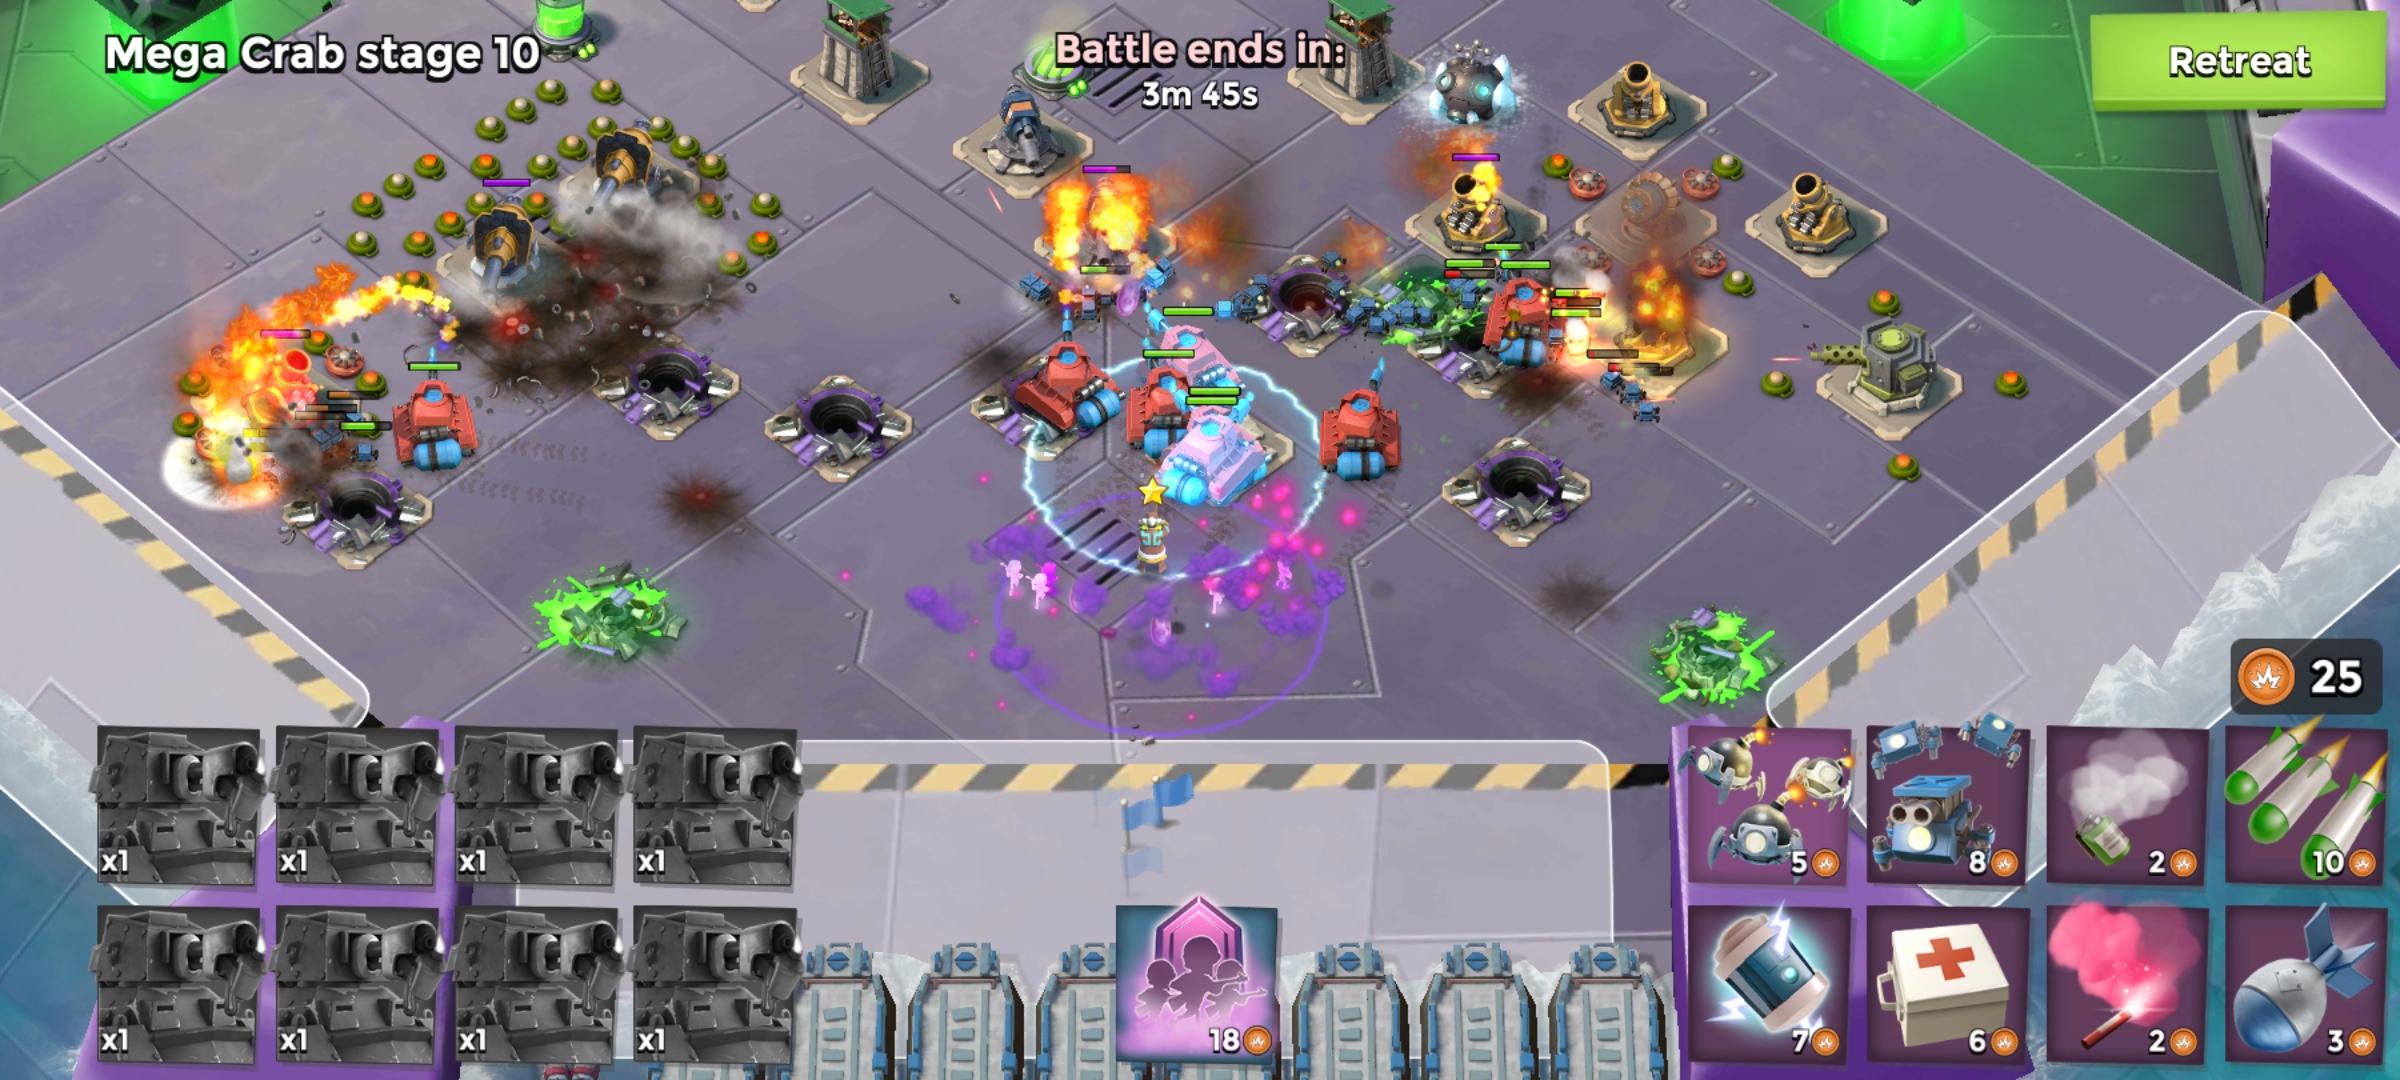 Mega Crab stage 10
Battle ends in:
3m 45s
Retreat
52
25
x1
x1
x1
x1
5
8
2
10
x1
x1
x1
x1
18
7
6
2
3